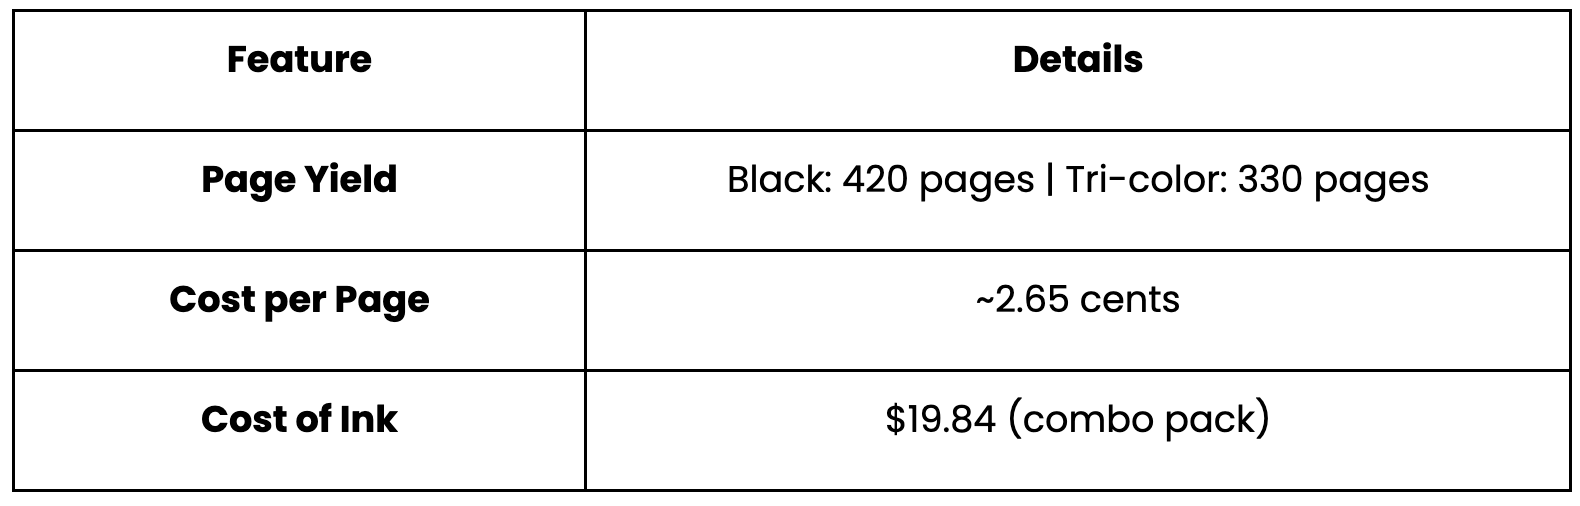 Feature Details
Page Yield Black: 420 pages | Tri-color: 330 pages
Cost per Page ~2.65 cents
Cost of Ink $19.84 (combo pack)